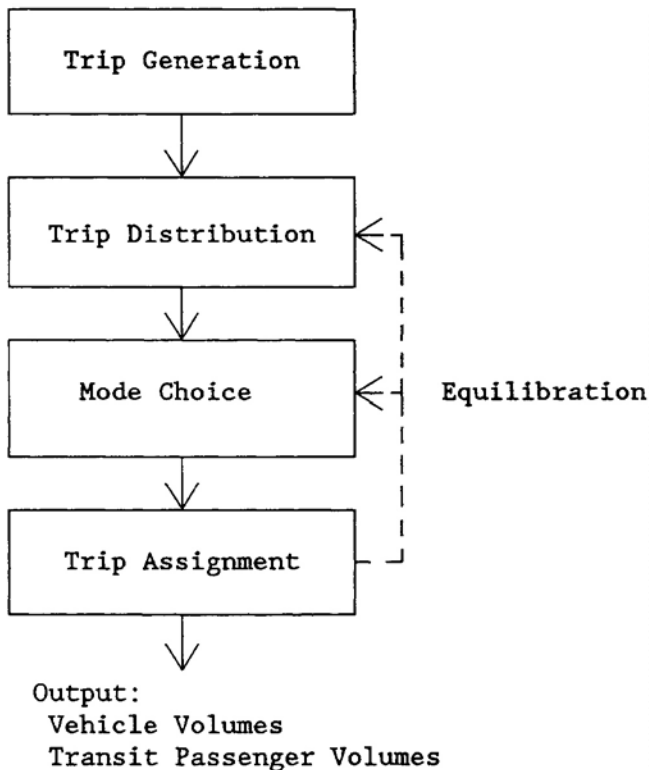 Trip Generation
Trip Distribution
Mode Choice
Equilibration
Trip Assignment
Output:
Vehicle Volumes
Transit Passenger Volumes